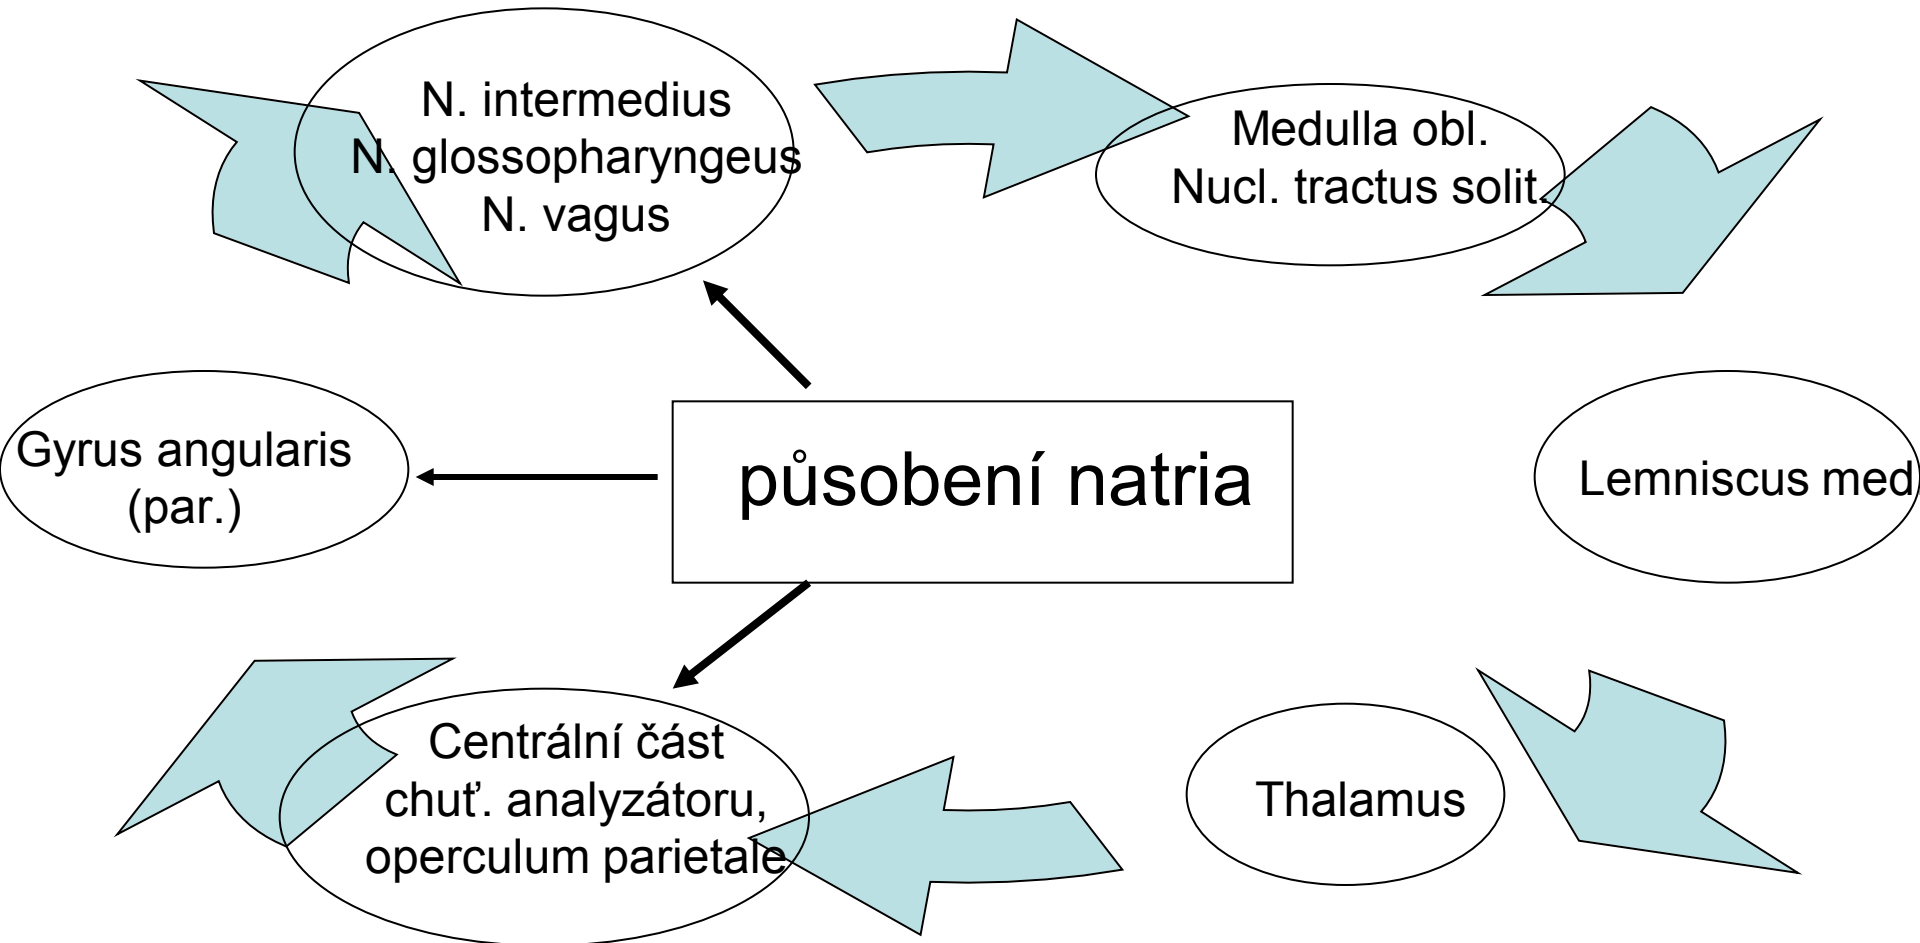 N. intermedius
N. glossopharyngeus
N. vagus
Medulla obl.
Nucl. tractus solit.
Gyrus angularis
(par.)
působení natria
Lemniscus med
Centrální část
chuť. analyzátoru,
operculum parietale
Thalamus